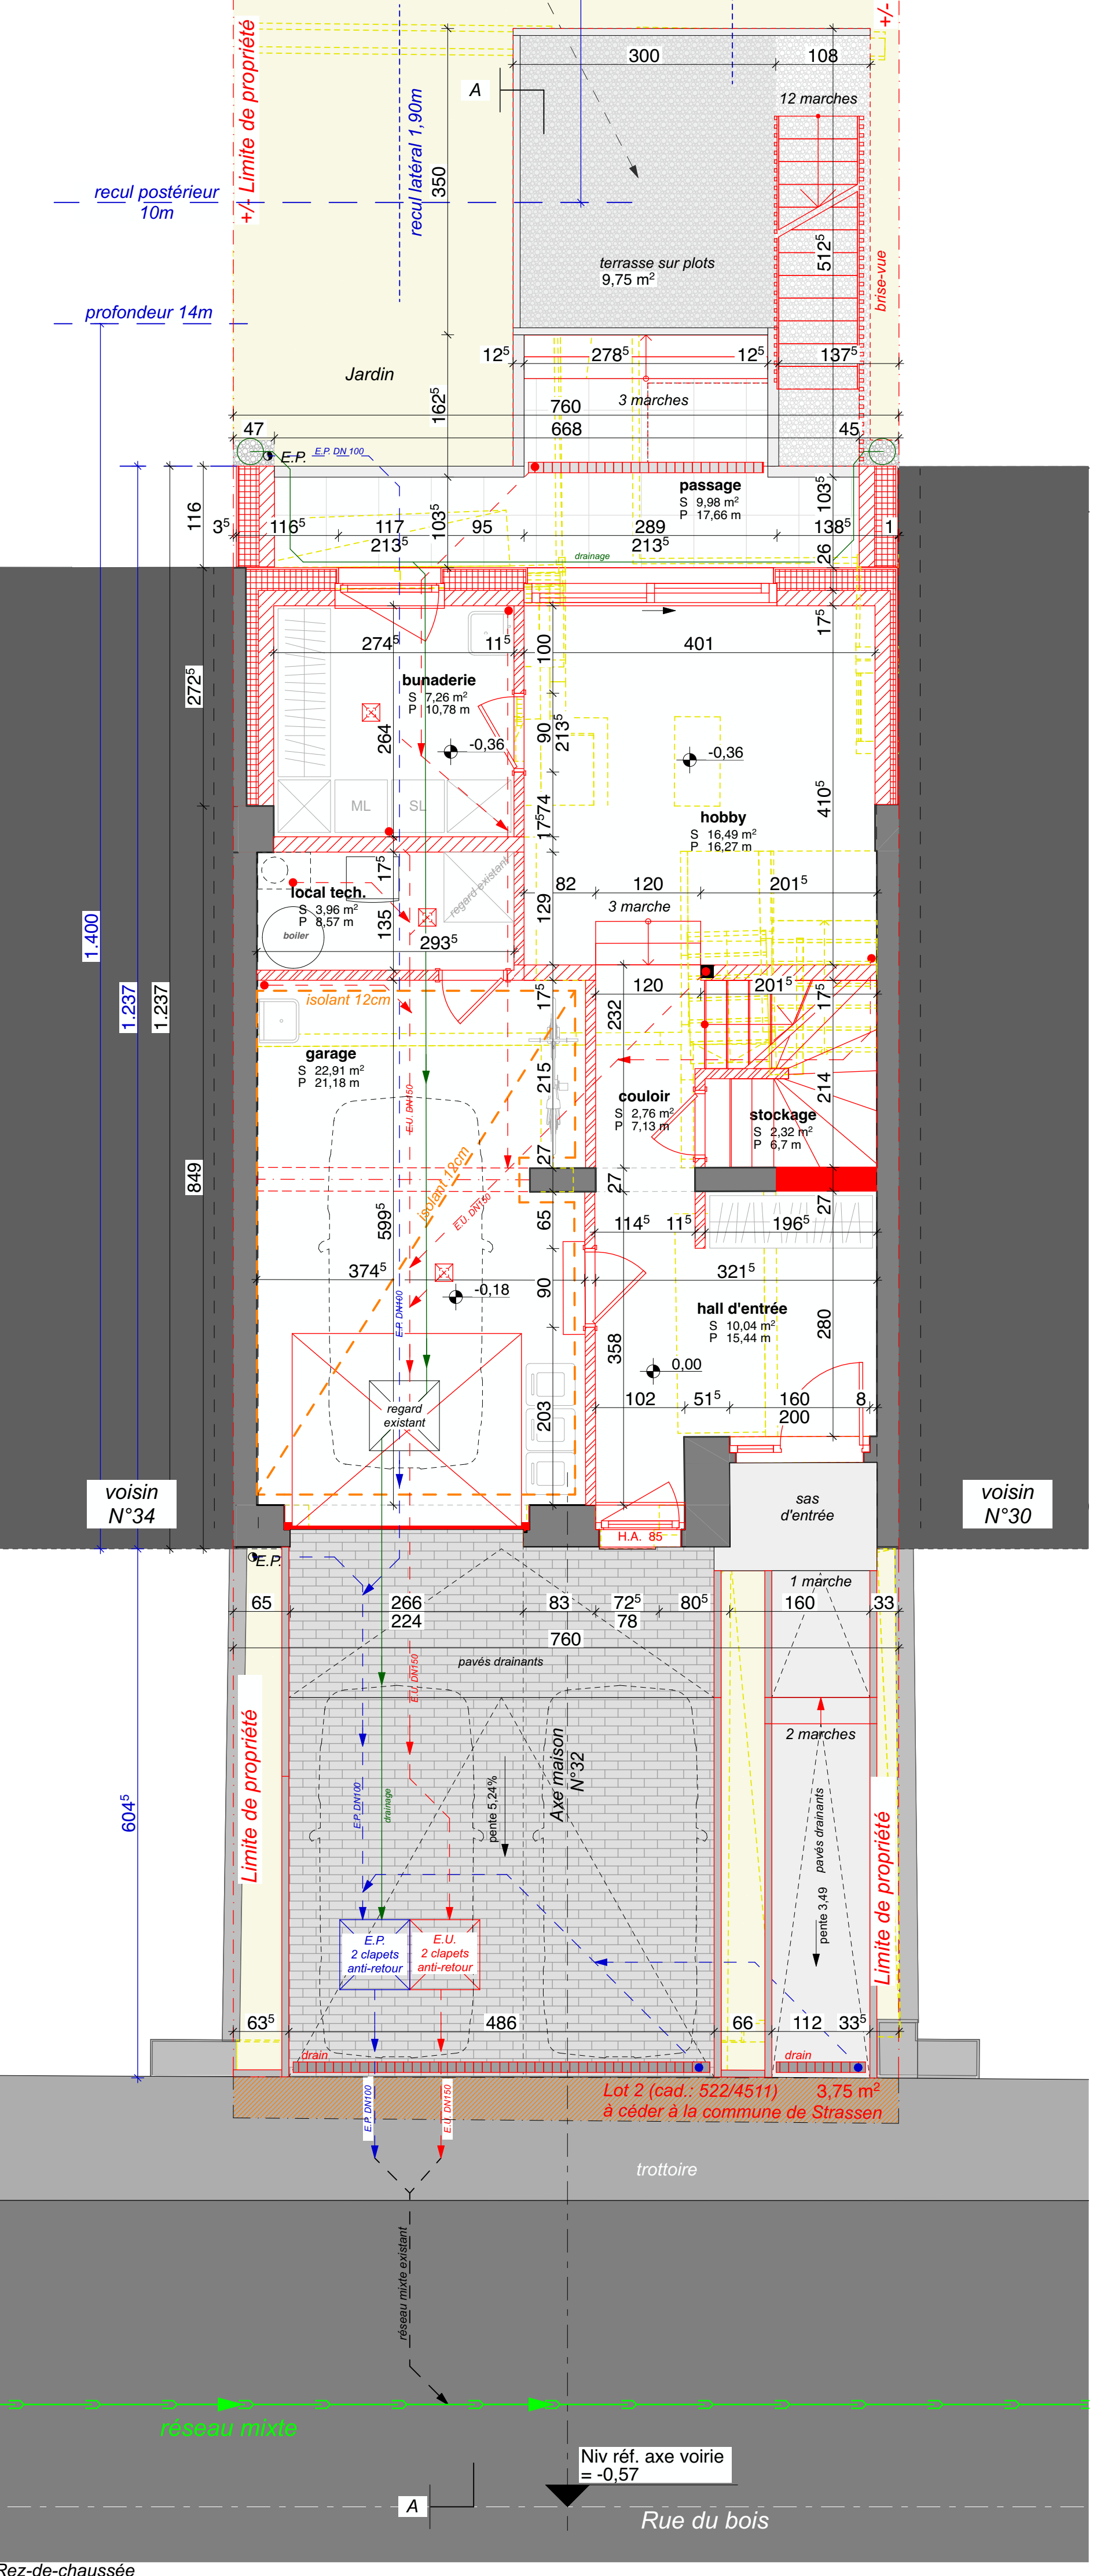 +/- Limite de propriété
+/-
300
108
A
12 marches
recul latéral 1,90m
350
recul postérieur
10m
terrasse sur plots
9,75 m²
512⁵
brise-vue
profondeur 14m
12⁵
278⁵
12⁵
137⁵
Jardin
162⁵
3 marches
760
47
668
45
E.P.
E.P. DN 100
passage
S 9,98 m²
P 17,66 m
103⁵
103⁵
116
3⁵
116⁵
117
213⁵
95
289
213⁵
138⁵
1
drainage
26
17⁵
274⁵
11⁵
100
401
272⁵
bunaderie
S 7,26 m²
P 10,78 m
264
-0,36
90
213⁵
-0,36
410⁵
ML
SL
74
17⁵
hobby
S 16,49 m²
P 16,27 m
17⁵
regard existant
82
120
201⁵
local tech.
S 3,96 m²
P 8,57 m
135
129
3 marche
boiler
293⁵
1.400
1.237
1.237
isolant 12cm
17⁵
120
201⁵
17⁵
232
garage
S 22,91 m²
P 21,18 m
215
couloir
S 2,76 m²
P 7,13 m
214
stockage
S 2,32 m²
P 6,7 m
E.U. DN150
isolant 12cm
27
849
27
27
E.U. DN150
599⁵
65
114⁵
11⁵
196⁵
374⁵
321⁵
-0,18
90
E.P. DN100
hall d'entrée
S 10,04 m²
P 15,44 m
280
358
0,00
regard
existant
203
102
51⁵
160
200
8
voisin
N°34
sas
d'entrée
voisin
N°30
H.A. 85
E.P.
1 marche
65
266
224
83
72⁵
78
80⁵
160
33
760
pavés drainants
E.U. DN150
Limite de propriété
2 marches
Axe maison
N°32
pente 5,24%
E.P. DN100
drainage
pavés drainants
pente 3,49
Limite de propriété
604⁵
E.P.
2 clapets
anti-retour
E.U.
2 clapets
anti-retour
63⁵
486
66
112
33⁵
drain
drain
Lot 2 (cad.: 522/4511) 3,75 m²
à céder à la commune de Strassen
E.P. DN100
E.U. DN150
trottoire
réseau mixte existant
réseau mixte
Niv réf. axe voirie
= -0,57
A
Rue du bois
Rez-de-chaussée